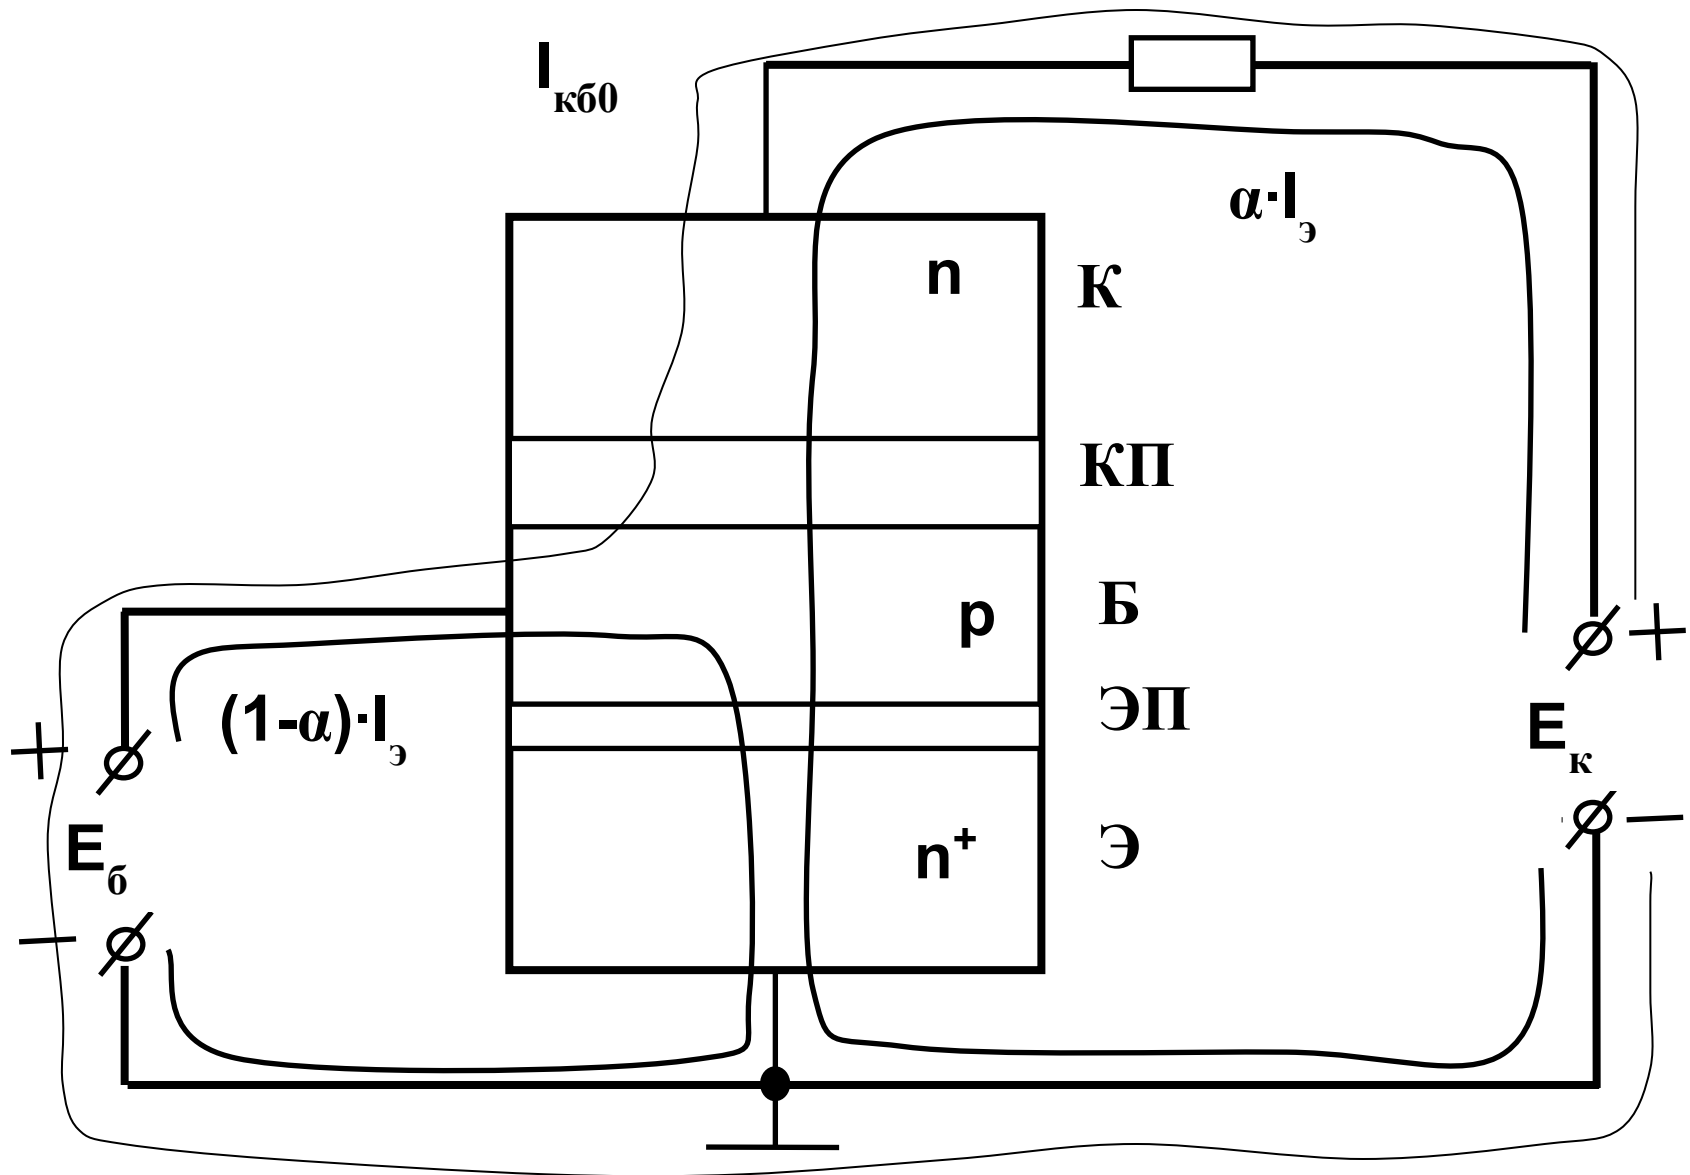 Iкб0
α·Iэ
n
К
КП
p
Б
ЭП
(1-α)·Iэ
+
+
Eк
Eб
n⁺
Э
—
—